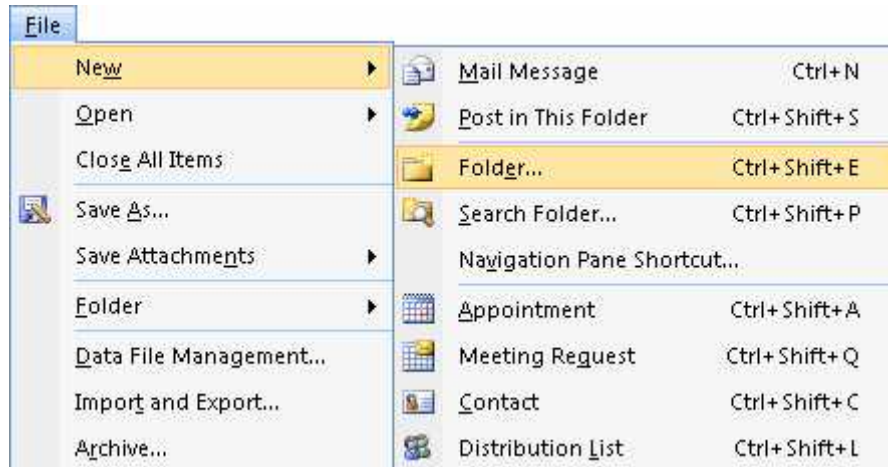 File
New
Open
Close All Items
Save As...
Save Attachments
Folder
Data File Management...
Import and Export...
Archive...
Mail Message Ctrl+N
Post in This Folder Ctrl+Shift+S
Folder... Ctrl+Shift+E
Search Folder... Ctrl+Shift+P
Navigation Pane Shortcut...
Appointment Ctrl+Shift+A
Meeting Request Ctrl+Shift+Q
Contact Ctrl+Shift+C
Distribution List Ctrl+Shift+L